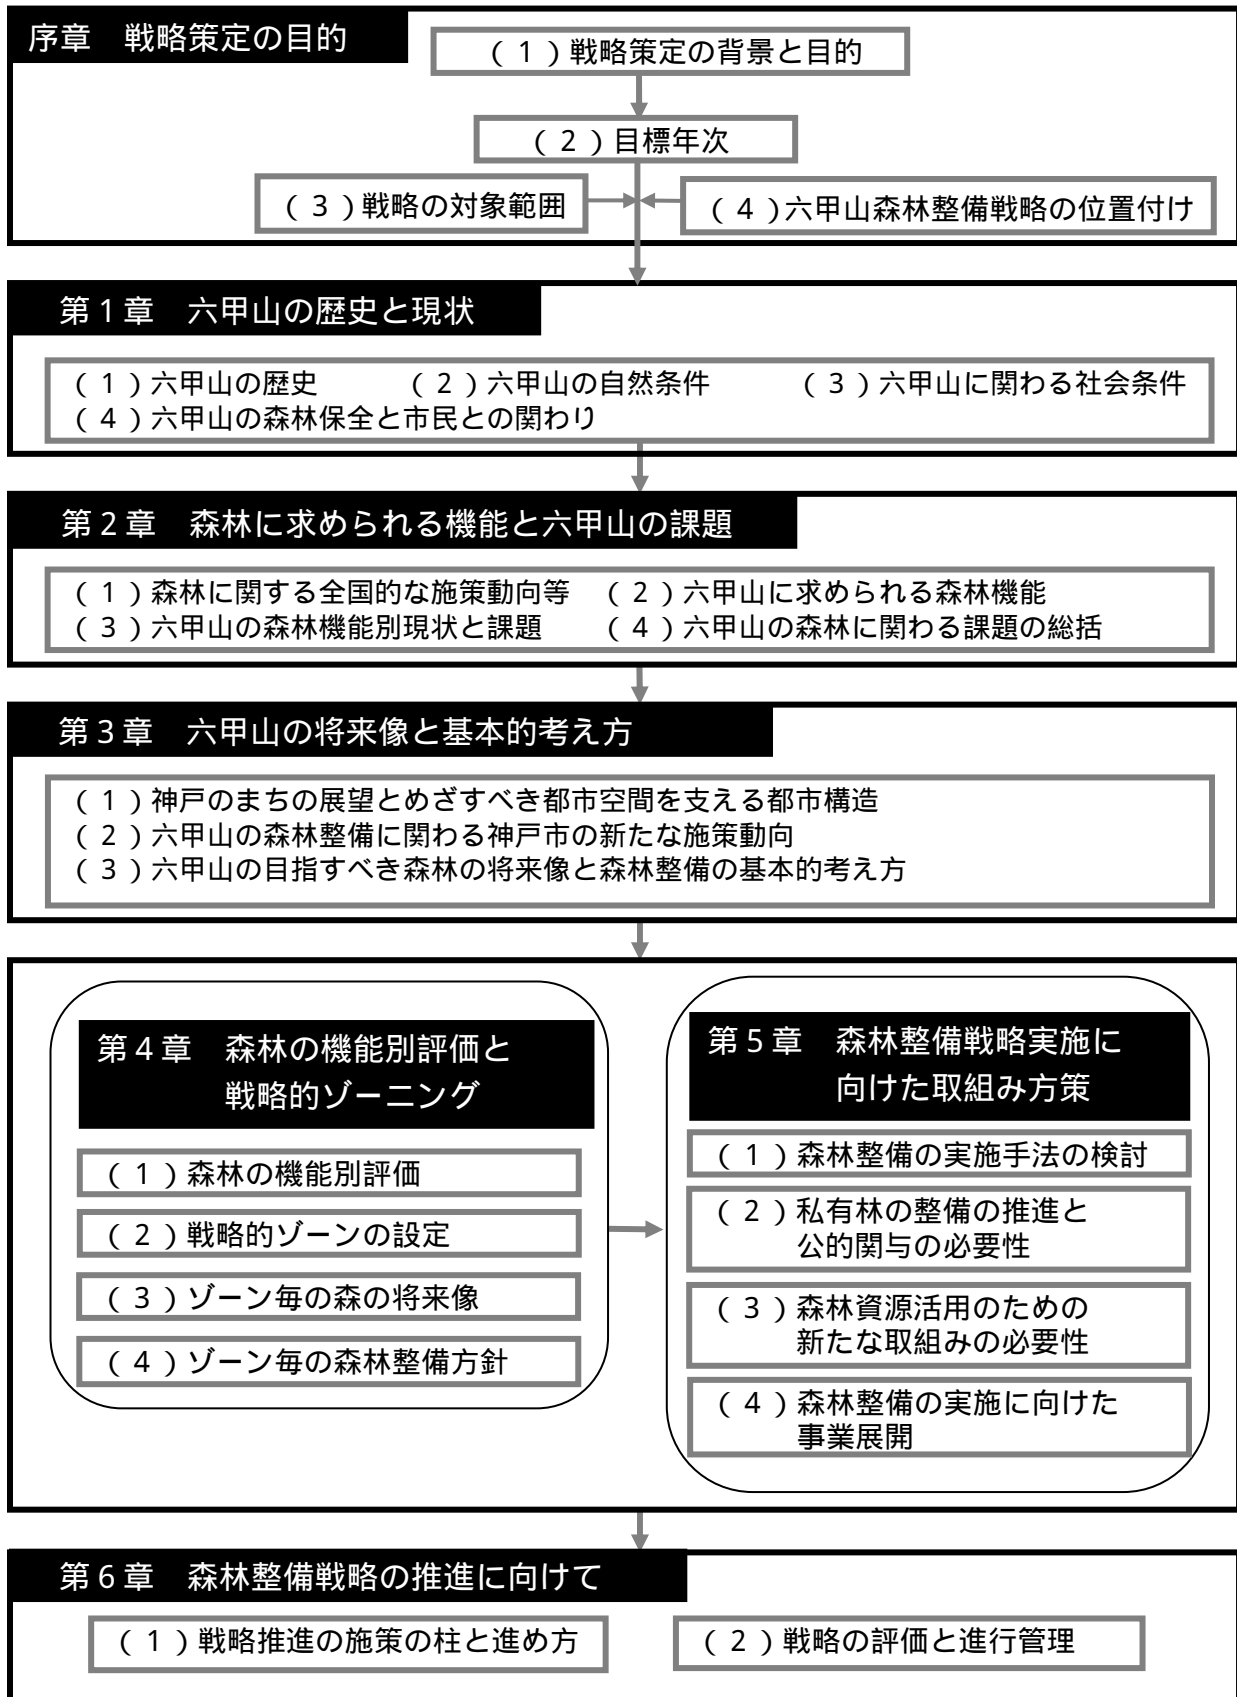 序章　戦略策定の目的
（１）戦略策定の背景と目的
（２）目標年次
（３）戦略の対象範囲
（４）六甲山森林整備戦略の位置付け
第１章　六甲山の歴史と現状
（１）六甲山の歴史　（２）六甲山の自然条件　（３）六甲山に関わる社会条件
（４）六甲山の森林保全と市民との関わり
第２章　森林に求められる機能と六甲山の課題
（１）森林に関する全国的な施策動向等　（２）六甲山に求められる森林機能
（３）六甲山の森林機能別現状と課題　（４）六甲山の森林に関わる課題の総括
第３章　六甲山の将来像と基本的考え方
（１）神戸のまちの展望とめざすべき都市空間を支える都市構造
（２）六甲山の森林整備に関わる神戸市の新たな施策動向
（３）六甲山の目指すべき森林の将来像と森林整備の基本的考え方
第４章　森林の機能別評価と
戦略的ゾーニング
（１）森林の機能別評価
（２）戦略的ゾーンの設定
（３）ゾーン毎の森の将来像
（４）ゾーン毎の森林整備方針
第５章　森林整備戦略実施に
向けた取組み方策
（１）森林整備の実施手法の検討
（２）私有林の整備の推進と
公的関与の必要性
（３）森林資源活用のための
新たな取組みの必要性
（４）森林整備の実施に向けた
事業展開
第６章　森林整備戦略の推進に向けて
（１）戦略推進の施策の柱と進め方
（２）戦略の評価と進行管理